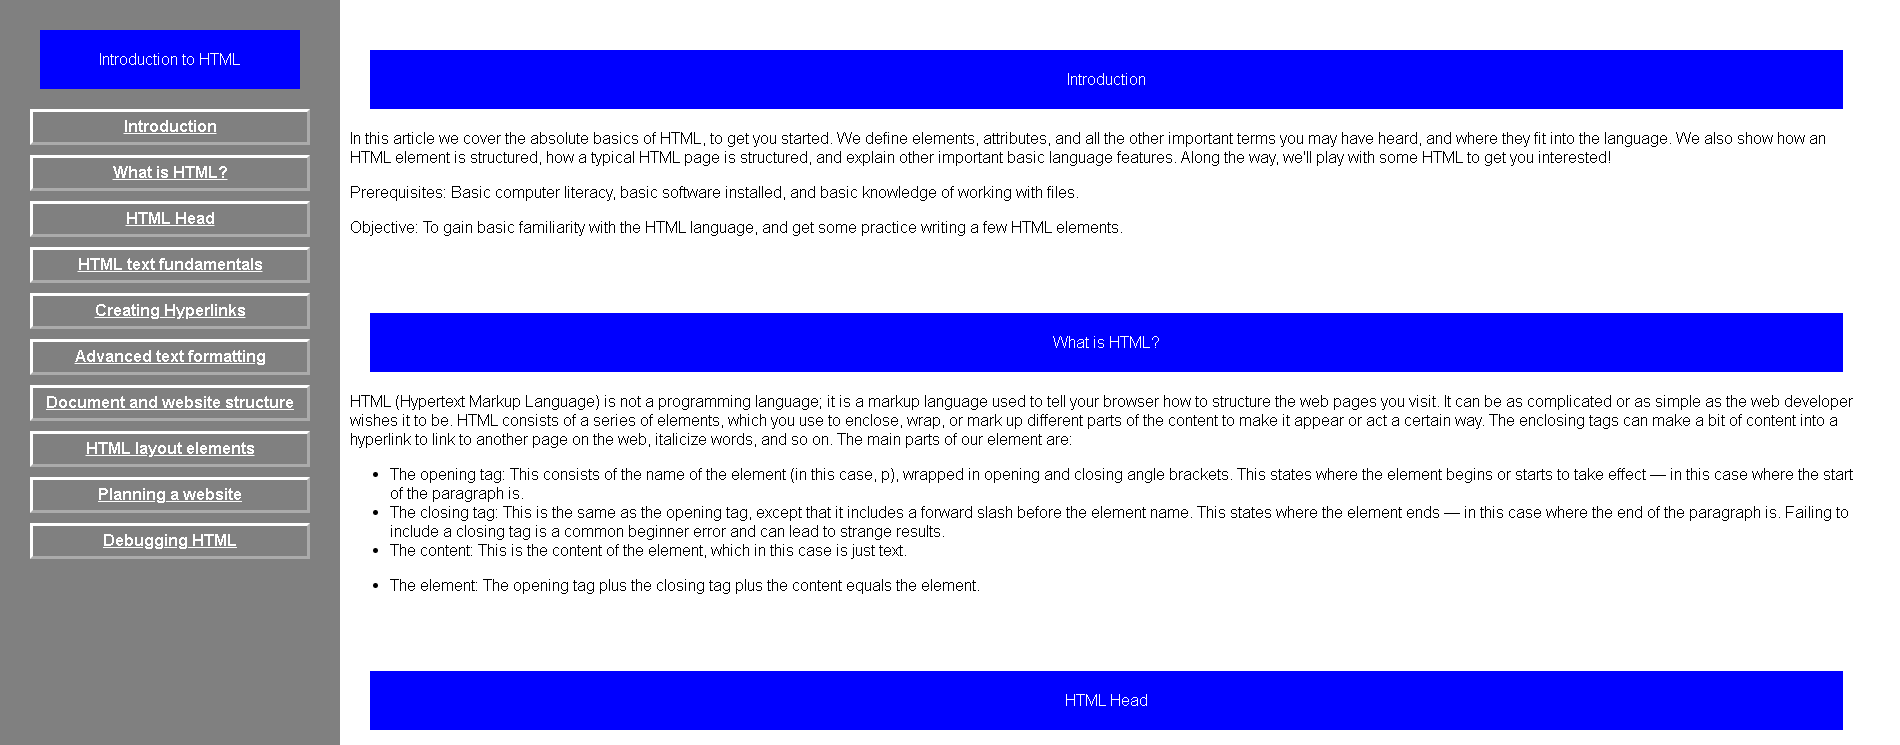 Introduction to HTML
Introduction
What is HTML?
HTML Head
HTML text fundamentals
Creating Hyperlinks
Advanced text formatting
Document and website structure
HTML layout elements
Planning a website
Debugging HTML
Introduction
In this article we cover the absolute basics of HTML, to get you started. We define elements, attributes, and all the other important terms you may have heard, and where they fit into the language. We also show how an
HTML element is structured, how a typical HTML page is structured, and explain other important basic language features. Along the way, we'll play with some HTML to get you interested!
Prerequisites: Basic computer literacy, basic software installed, and basic knowledge of working with files.
Objective: To gain basic familiarity with the HTML language, and get some practice writing a few HTML elements.
What is HTML?
HTML (Hypertext Markup Language) is not a programming language; it is a markup language used to tell your browser how to structure the web pages you visit. It can be as complicated or as simple as the web developer
wishes it to be. HTML consists of a series of elements, which you use to enclose, wrap, or mark up different parts of the content to make it appear or act a certain way. The enclosing tags can make a bit of content into a
hyperlink to link to another page on the web, italicize words, and so on. The main parts of our element are:
• The opening tag: This consists of the name of the element (in this case, p), wrapped in opening and closing angle brackets. This states where the element begins or starts to take effect — in this case where the start
of the paragraph is.
• The closing tag: This is the same as the opening tag, except that it includes a forward slash before the element name. This states where the element ends — in this case where the end of the paragraph is. Failing to
include a closing tag is a common beginner error and can lead to strange results.
• The content: This is the content of the element, which in this case is just text.
• The element: The opening tag plus the closing tag plus the content equals the element.
HTML Head